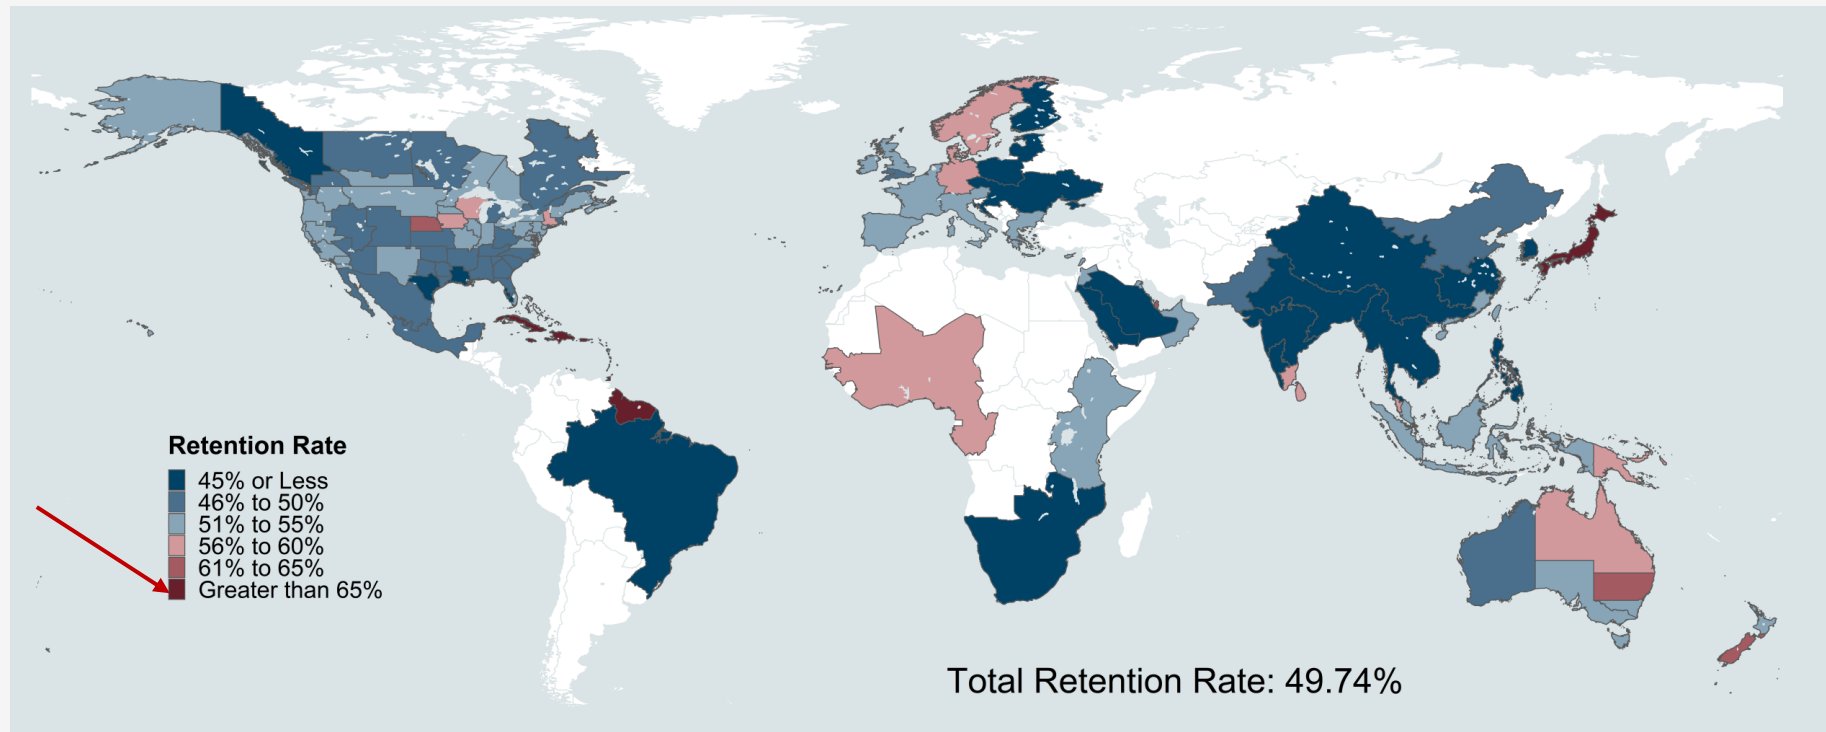 Retention Rate
45% or Less
46% to 50%
51% to 55%
56% to 60%
61% to 65%
Greater than 65%
Total Retention Rate: 49.74%